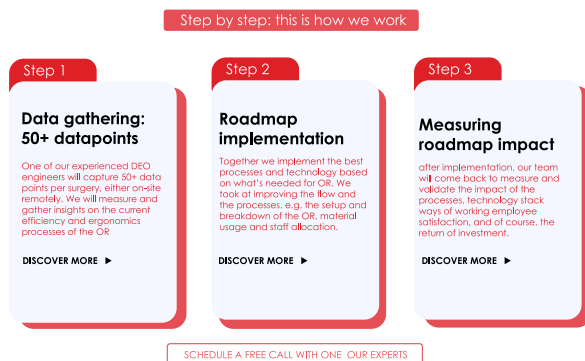 Step by step: this is how we work
Step 1
Data gathering:
50+ datapoints
One of our experienced DEO
engineers will capture 50+ data
points per surgery, either on-site
remotely. We will measure and
gather insights on the current
efficiency and ergonomics
processes of the OR
DISCOVER MORE ▶
Step 2
Roadmap
implementation
Together we implement the best
processes and technology based
on what's needed for OR. We
took at improving the flow and
the processes. e.g. the setup and
breakdown of the OR, material
usage and staff allocation.
DISCOVER MORE ▶
Step 3
Measuring
roadmap impact
after implementation, our team
will come back to measure and
validate the impact of the
processes, technology stack
ways of working employee
satisfaction, and of course, the
return of investment.
DISCOVER MORE ▶
SCHEDULE A FREE CALL WITH ONE OUR EXPERTS